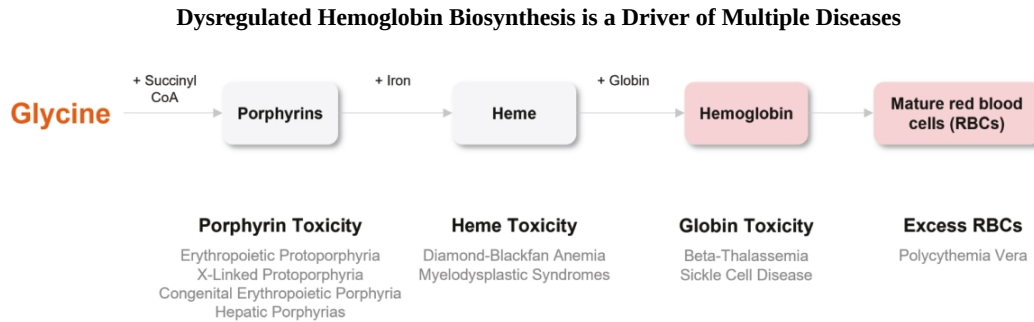 Dysregulated Hemoglobin Biosynthesis is a Driver of Multiple Diseases
Glycine
+ Succinyl
CoA
Porphyrins
+ Iron
Heme
+ Globin
Hemoglobin
Mature red blood
cells (RBCs)
Porphyrin Toxicity
Erythropoietic Protoporphyria
X-Linked Protoporphyria
Congenital Erythropoietic Porphyria
Hepatic Porphyrias
Heme Toxicity
Diamond-Blackfan Anemia
Myelodysplastic Syndromes
Globin Toxicity
Beta-Thalassemia
Sickle Cell Disease
Excess RBCs
Polycythemia Vera